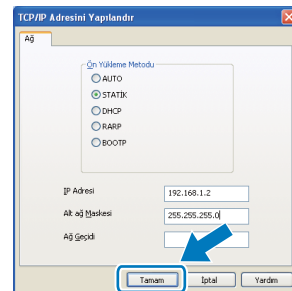 TCP/IP Adresini Yapılandır
Ağ
Ön Yükleme Metodu
AUTO
STATİK
DHCP
RARP
BOOTP
IP Adresi 192.168.1.2
Alt ağ Maskesi 255.255.255.0
Ağ Geçidi
Tamam İptal Yardım